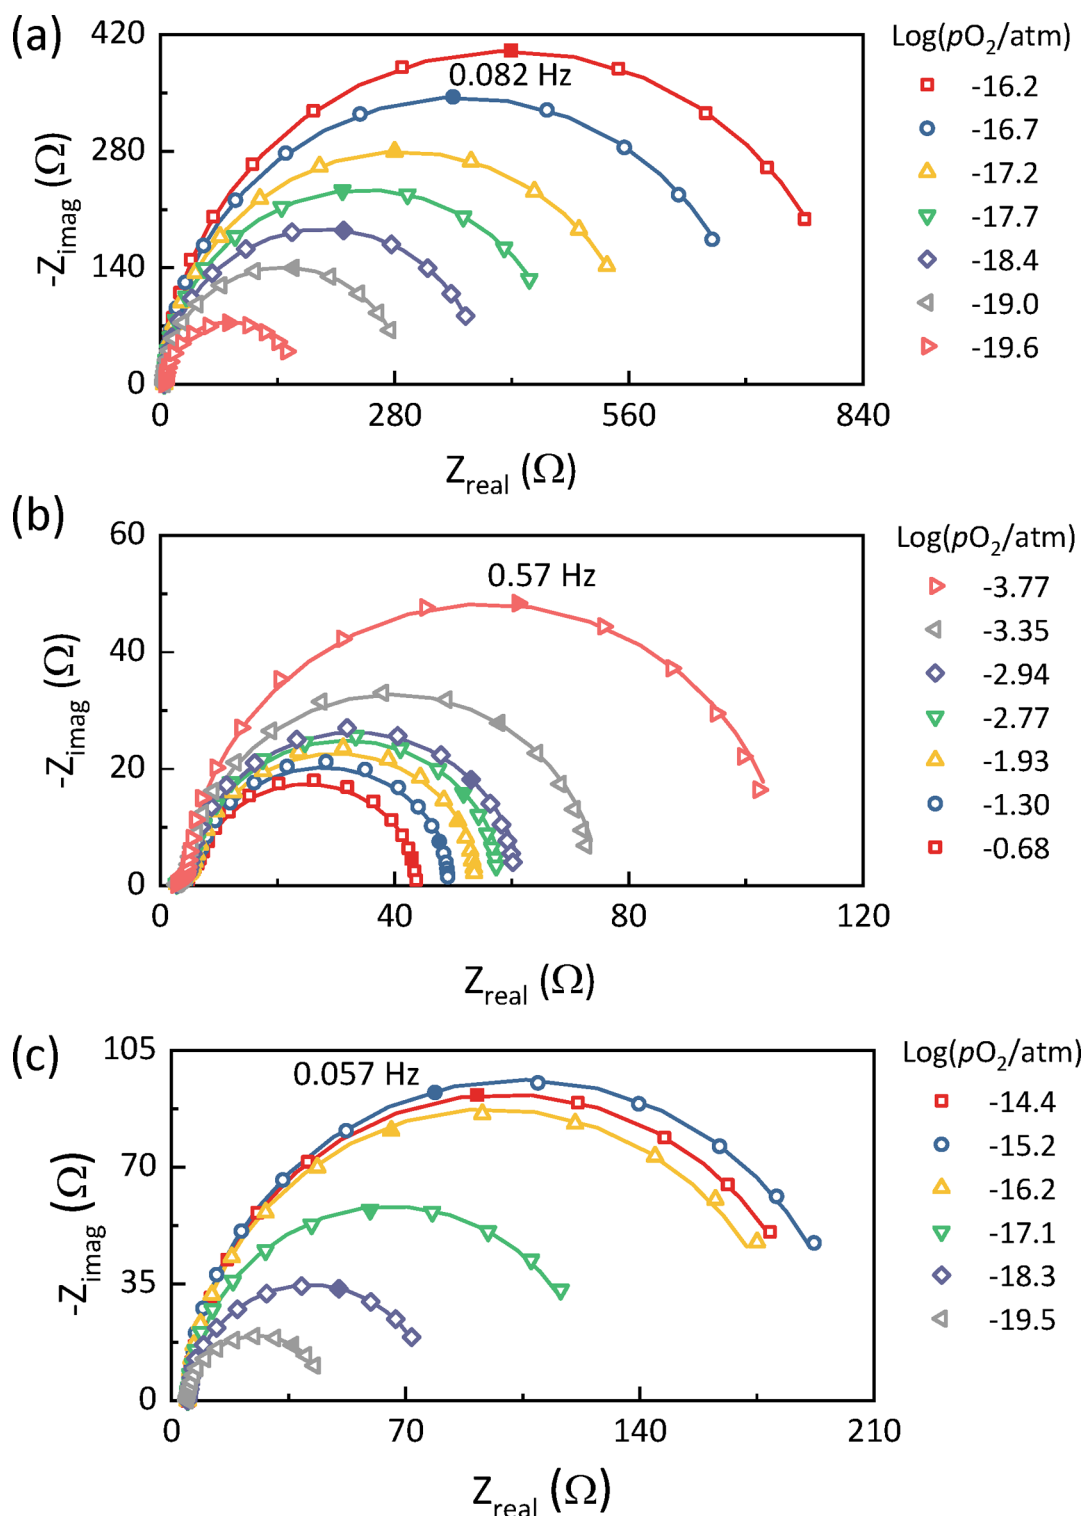 (a)
420
280
140
0
-Z_imag (Ω)
0.082 Hz
0 280 560 840
Z_real (Ω)
Log(pO₂/atm)
-16.2
-16.7
-17.2
-17.7
-18.4
-19.0
-19.6
(b)
60
40
20
0
-Z_imag (Ω)
0.57 Hz
0 40 80 120
Z_real (Ω)
Log(pO₂/atm)
-3.77
-3.35
-2.94
-2.77
-1.93
-1.30
-0.68
(c)
105
70
35
0
-Z_imag (Ω)
0.057 Hz
0 70 140 210
Z_real (Ω)
Log(pO₂/atm)
-14.4
-15.2
-16.2
-17.1
-18.3
-19.5